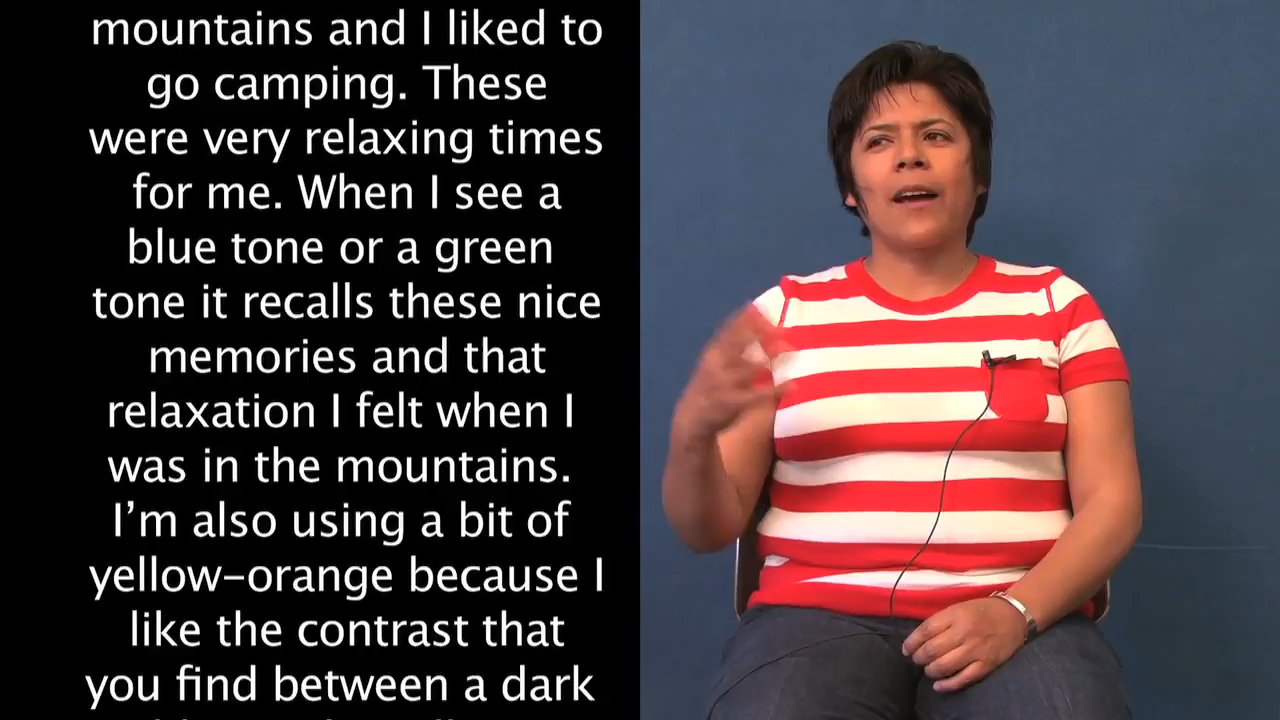 mountains and I liked to
go camping. These
were very relaxing times
for me. When I see a
blue tone or a green
tone it recalls these nice
memories and that
relaxation I felt when I
was in the mountains.
I’m also using a bit of
yellow–orange because I
like the contrast that
you find between a dark